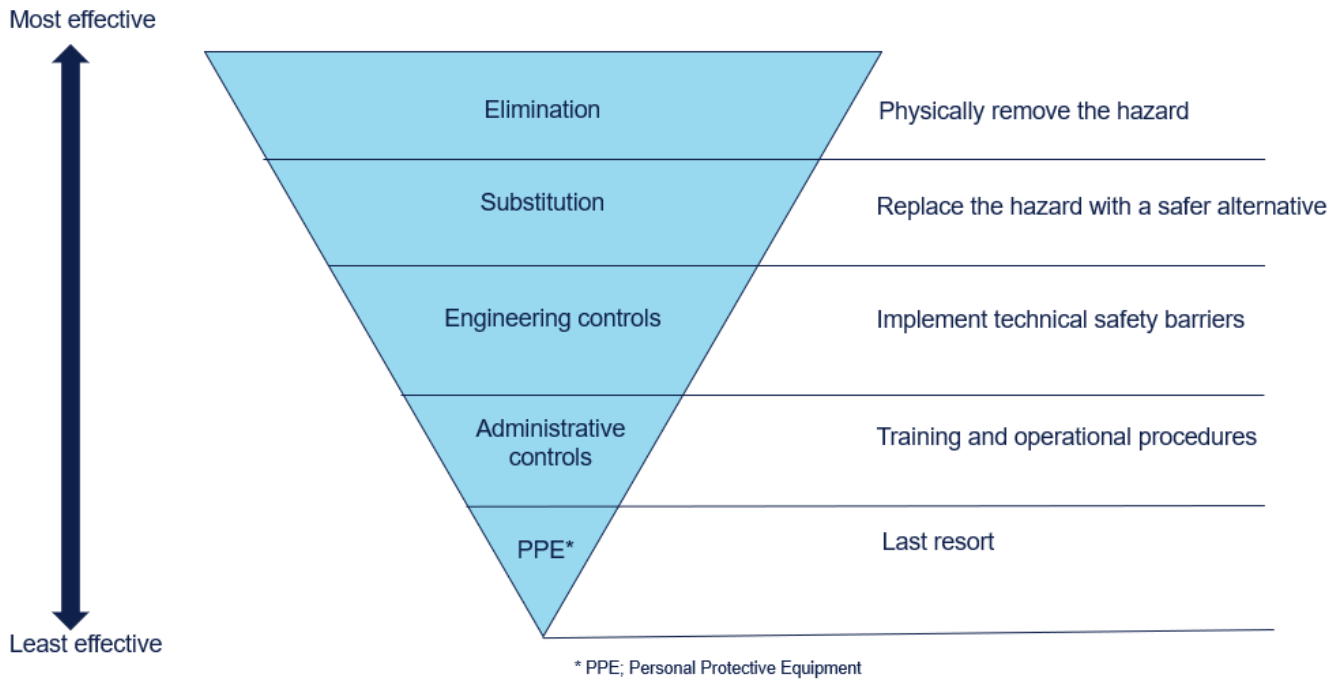 Most effective
Elimination
Physically remove the hazard
Substitution
Replace the hazard with a safer alternative
Engineering controls
Implement technical safety barriers
Administrative
controls
Training and operational procedures
PPE*
Last resort
Least effective
* PPE; Personal Protective Equipment